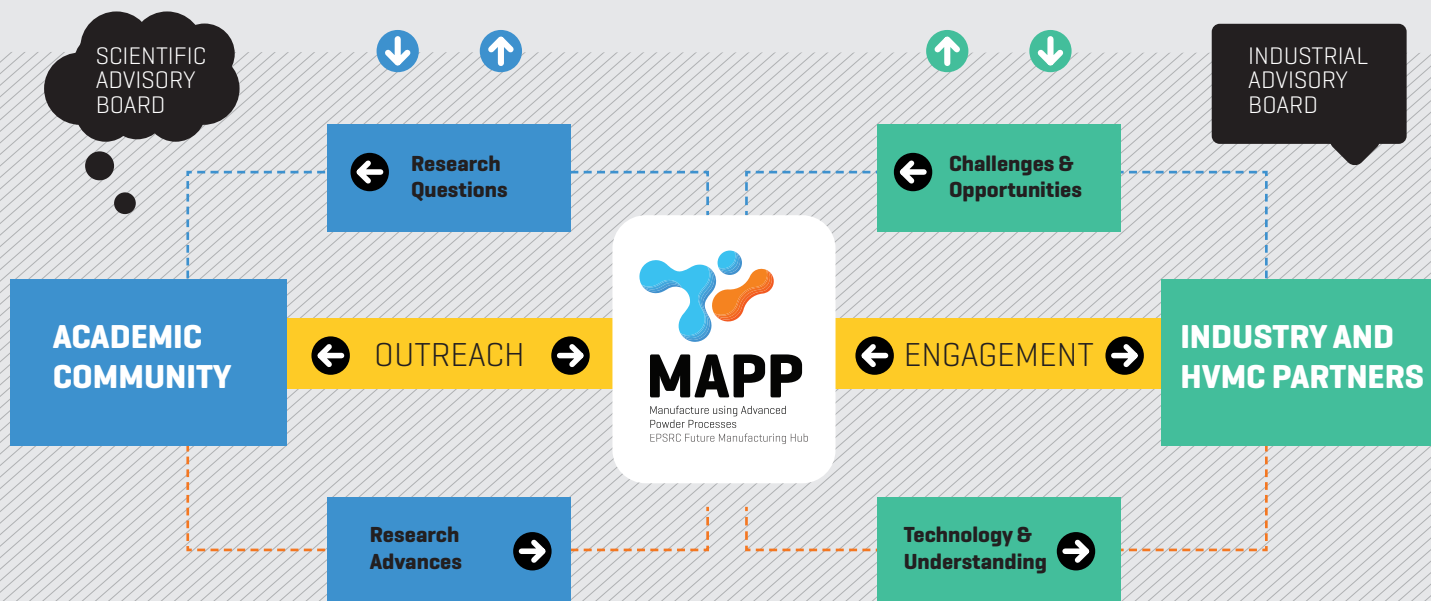 SCIENTIFIC
ADVISORY
BOARD
INDUSTRIAL
ADVISORY
BOARD
Research
Questions
Challenges &
Opportunities
ACADEMIC
COMMUNITY
OUTREACH
MAPP
Manufacture using Advanced
Powder Processes
EPSRC Future Manufacturing Hub
ENGAGEMENT
INDUSTRY AND
HVMC PARTNERS
Research
Advances
Technology &
Understanding